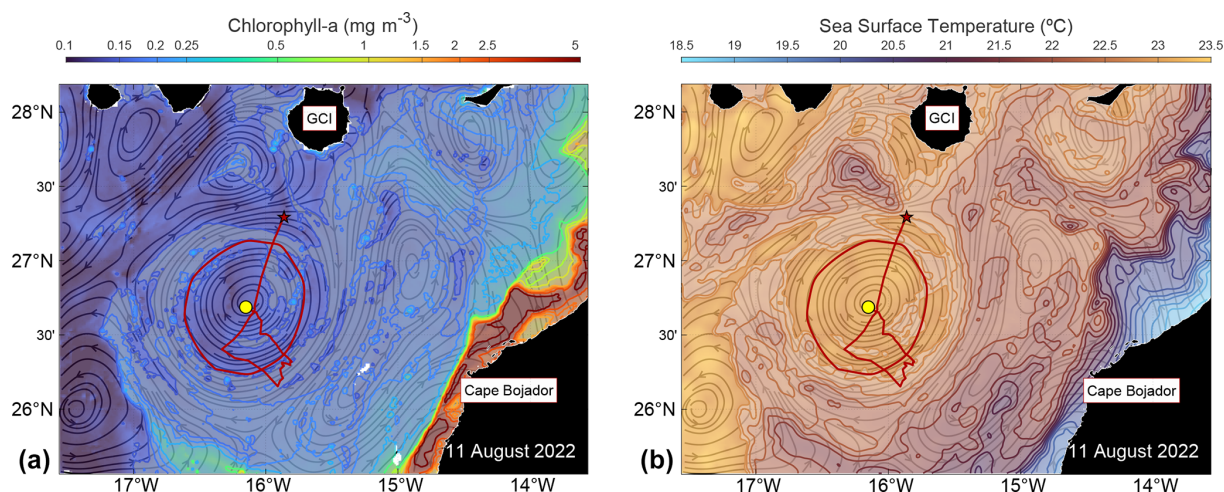 Chlorophyll-a (mg m⁻³)
0.1 0.15 0.2 0.25 0.5 1 1.5 2 2.5 5
28°N
30'
27°N
30'
26°N
GCI
Cape Bojador
11 August 2022
(a)
17°W 16°W 15°W 14°W
Sea Surface Temperature (ºC)
18.5 19 19.5 20 20.5 21 21.5 22 22.5 23 23.5
28°N
30'
27°N
30'
26°N
GCI
Cape Bojador
11 August 2022
(b)
17°W 16°W 15°W 14°W